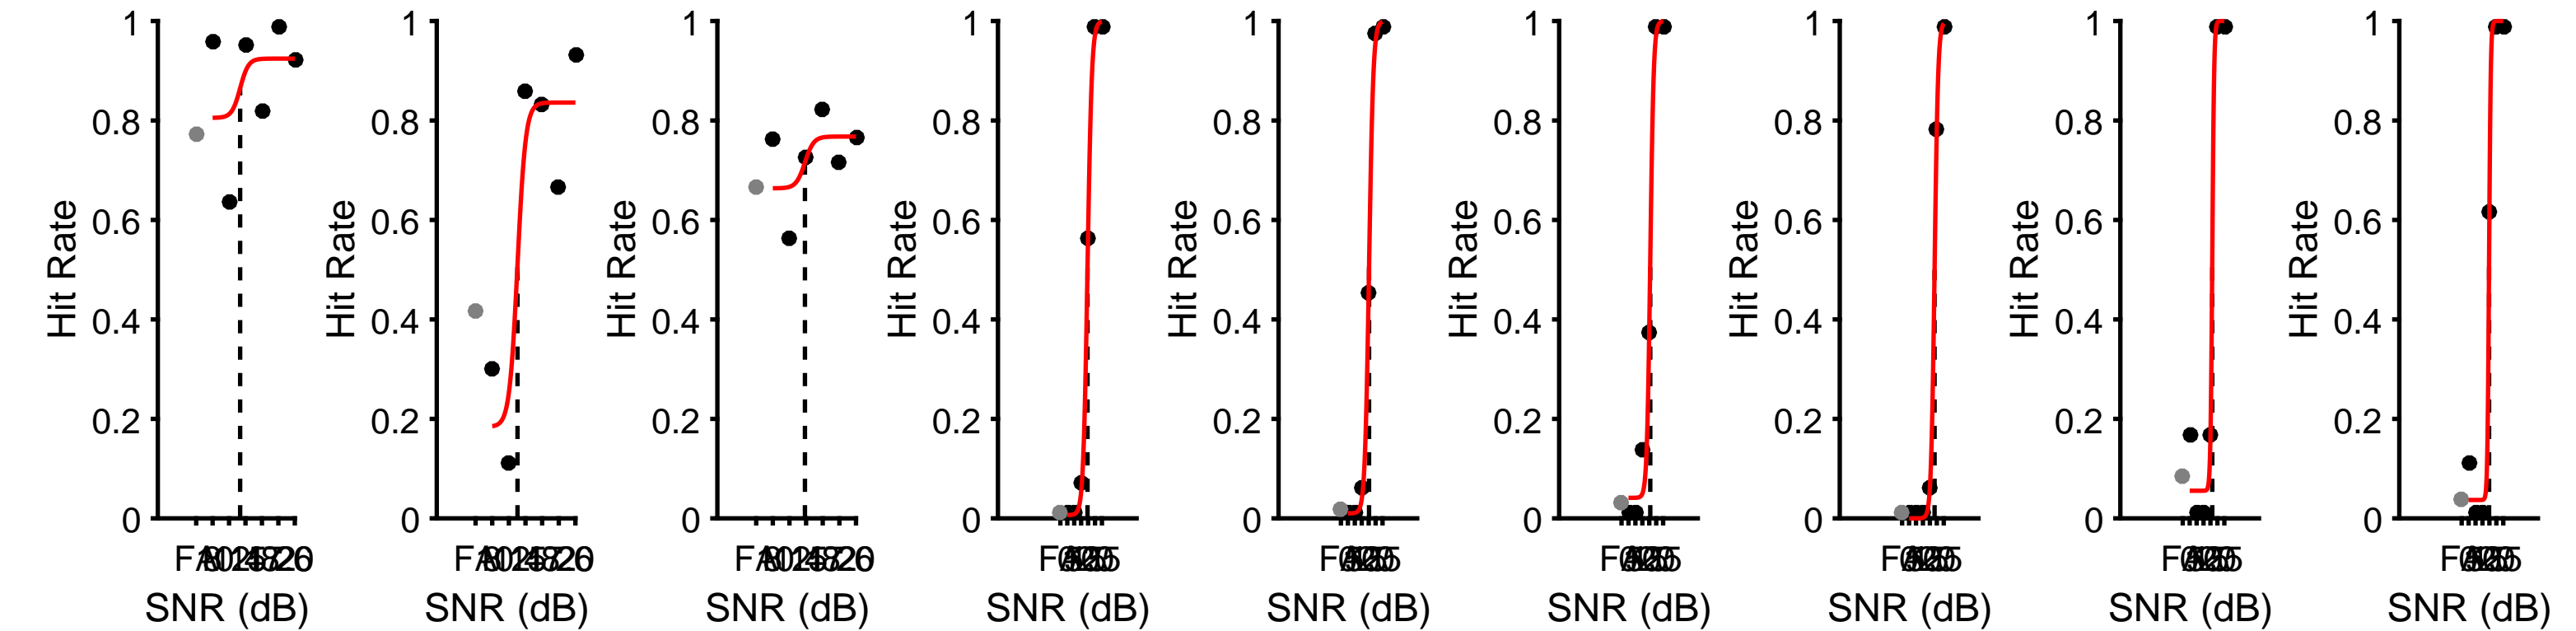 1 1 1 1 1 1 1 1 1
0.8 0.8 0.8 0.8 0.8 0.8 0.8 0.8 0.8
0.6 0.6 0.6 0.6 0.6 0.6 0.6 0.6 0.6
0.4 0.4 0.4 0.4 0.4 0.4 0.4 0.4 0.4
0.2 0.2 0.2 0.2 0.2 0.2 0.2 0.2 0.2
0 0 0 0 0 0 0 0 0
Hit Rate Hit Rate Hit Rate Hit Rate Hit Rate Hit Rate Hit Rate Hit Rate Hit Rate
SNR (dB) SNR (dB) SNR (dB) SNR (dB) SNR (dB) SNR (dB) SNR (dB) SNR (dB) SNR (dB)